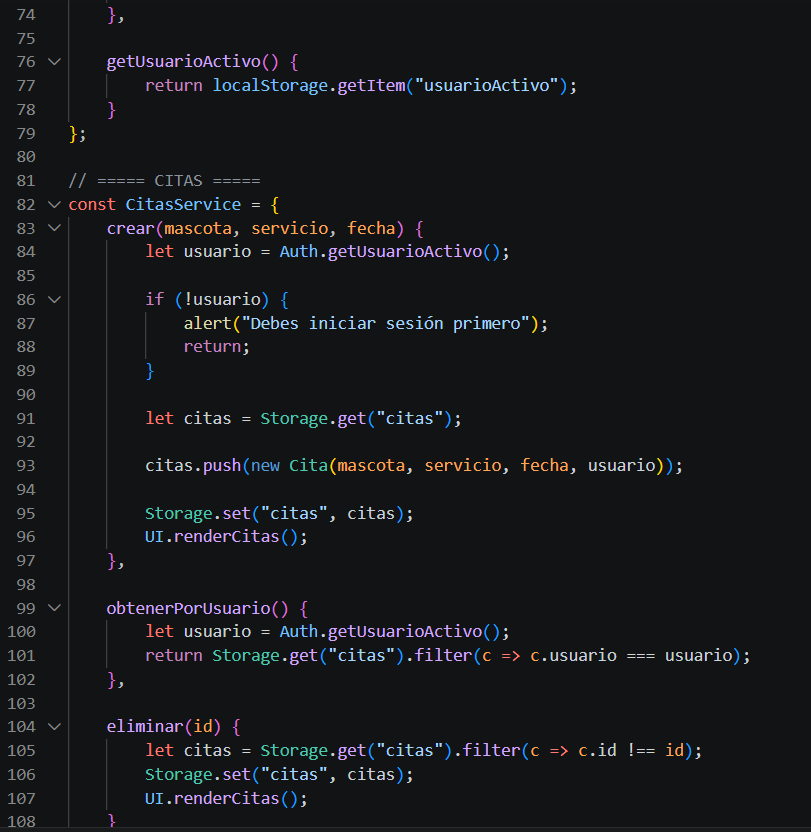 74 },
75
76 getUsuarioActivo() {
77 return localStorage.getItem("usuarioActivo");
78 }
79 };
80
81 // ===== CITAS =====
82 const CitasService = {
83 crear(mascota, servicio, fecha) {
84 let usuario = Auth.getUsuarioActivo();
85
86 if (!usuario) {
87 alert("Debes iniciar sesión primero");
88 return;
89 }
90
91 let citas = Storage.get("citas");
92
93 citas.push(new Cita(mascota, servicio, fecha, usuario));
94
95 Storage.set("citas", citas);
96 UI.renderCitas();
97 },
98
99 obtenerPorUsuario() {
100 let usuario = Auth.getUsuarioActivo();
101 return Storage.get("citas").filter(c => c.usuario === usuario);
102 },
103
104 eliminar(id) {
105 let citas = Storage.get("citas").filter(c => c.id !== id);
106 Storage.set("citas", citas);
107 UI.renderCitas();
108 }